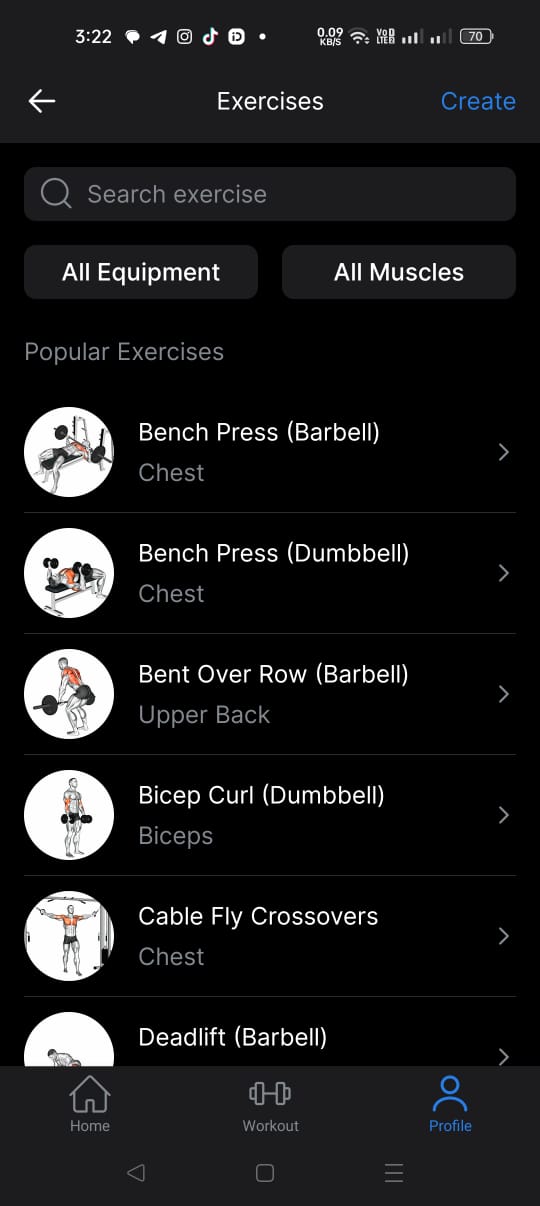 3:22
0.09
KB/S
VoD
LTE2
70
Exercises
Create
Search exercise
All Equipment
All Muscles
Popular Exercises
Bench Press (Barbell)
Chest
Bench Press (Dumbbell)
Chest
Bent Over Row (Barbell)
Upper Back
Bicep Curl (Dumbbell)
Biceps
Cable Fly Crossovers
Chest
Deadlift (Barbell)
Home
Workout
Profile